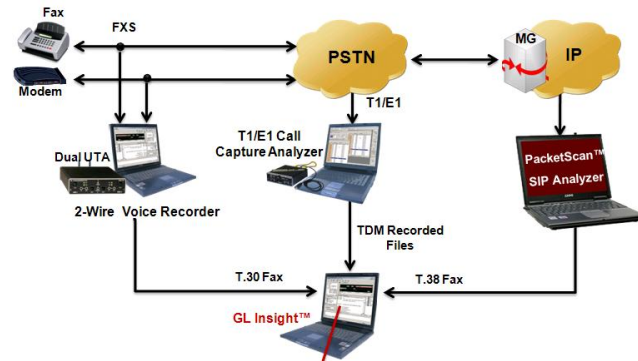 Fax
FXS
MG
IP
PSTN
Modem
T1/E1
T1/E1 Call
Capture Analyzer
PacketScan™
SIP Analyzer
Dual UTA
2-Wire Voice Recorder
TDM Recorded
Files
T.30 Fax
T.38 Fax
GL Insight™